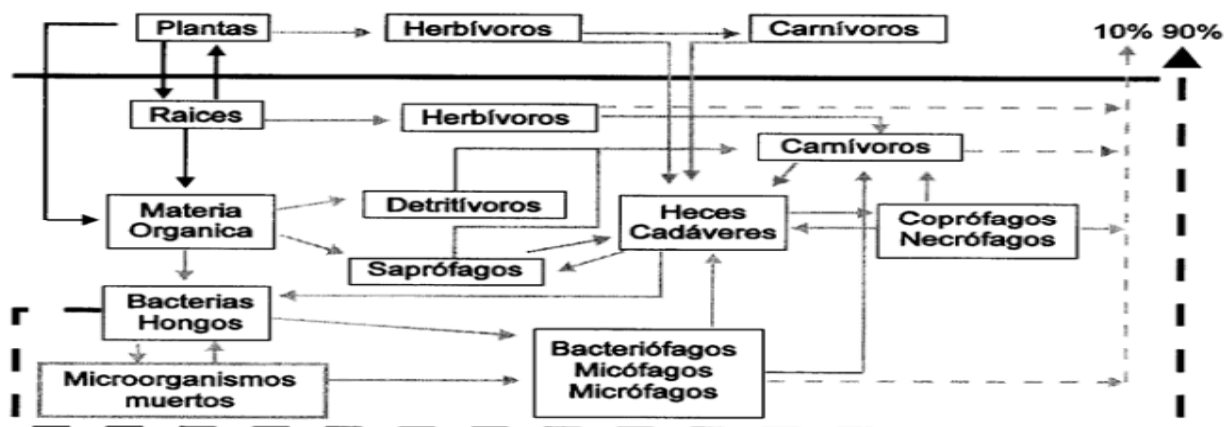 Plantas
Herbívoros
Carnívoros
10% 90%
Raices
Herbívoros
Carnívoros
Materia
Organica
Detritívoros
Heces
Cadáveres
Coprófagos
Necrófagos
Saprófagos
Bacterias
Hongos
Bacteriófagos
Micófagos
Micrófagos
Microorganismos
muertos